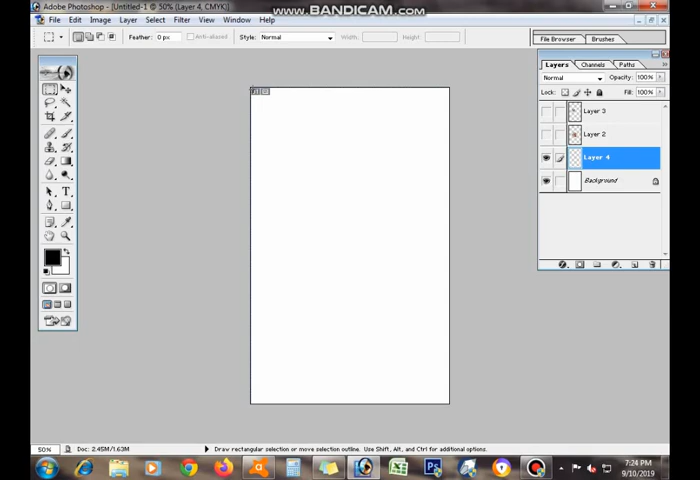 Adobe Photoshop - [Untitled-1 @ 50% (Layer 4, CMYK)]
www.BANDICAM.com
File Edit Image Layer Select Filter View Window Help
Feather: 0 px Anti-aliased Style: Normal Width: Height:
File Browser Brushes
Layers Channels Paths
Normal Opacity: 100%
Lock: Fill: 100%
Layer 3
Layer 2
Layer 4
Background
50% Doc: 2.45M/1.63M Draw rectangular selection or move selection outline. Use Shift, Alt, and Ctrl for additional options.
7:24 PM
9/10/2019